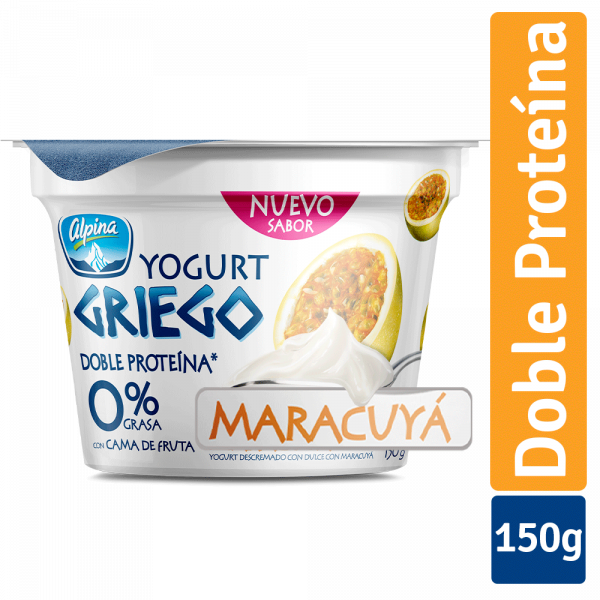 alpina
NUEVO
SABOR
YOGURT
GRIEGO
DOBLE PROTEÍNA*
0%
GRASA
CON CAMA DE FRUTA
MARACUYÁ
YOGURT DESCREMADO CON DULCE CON MARACUYÁ
150 g
Doble Proteína
150g